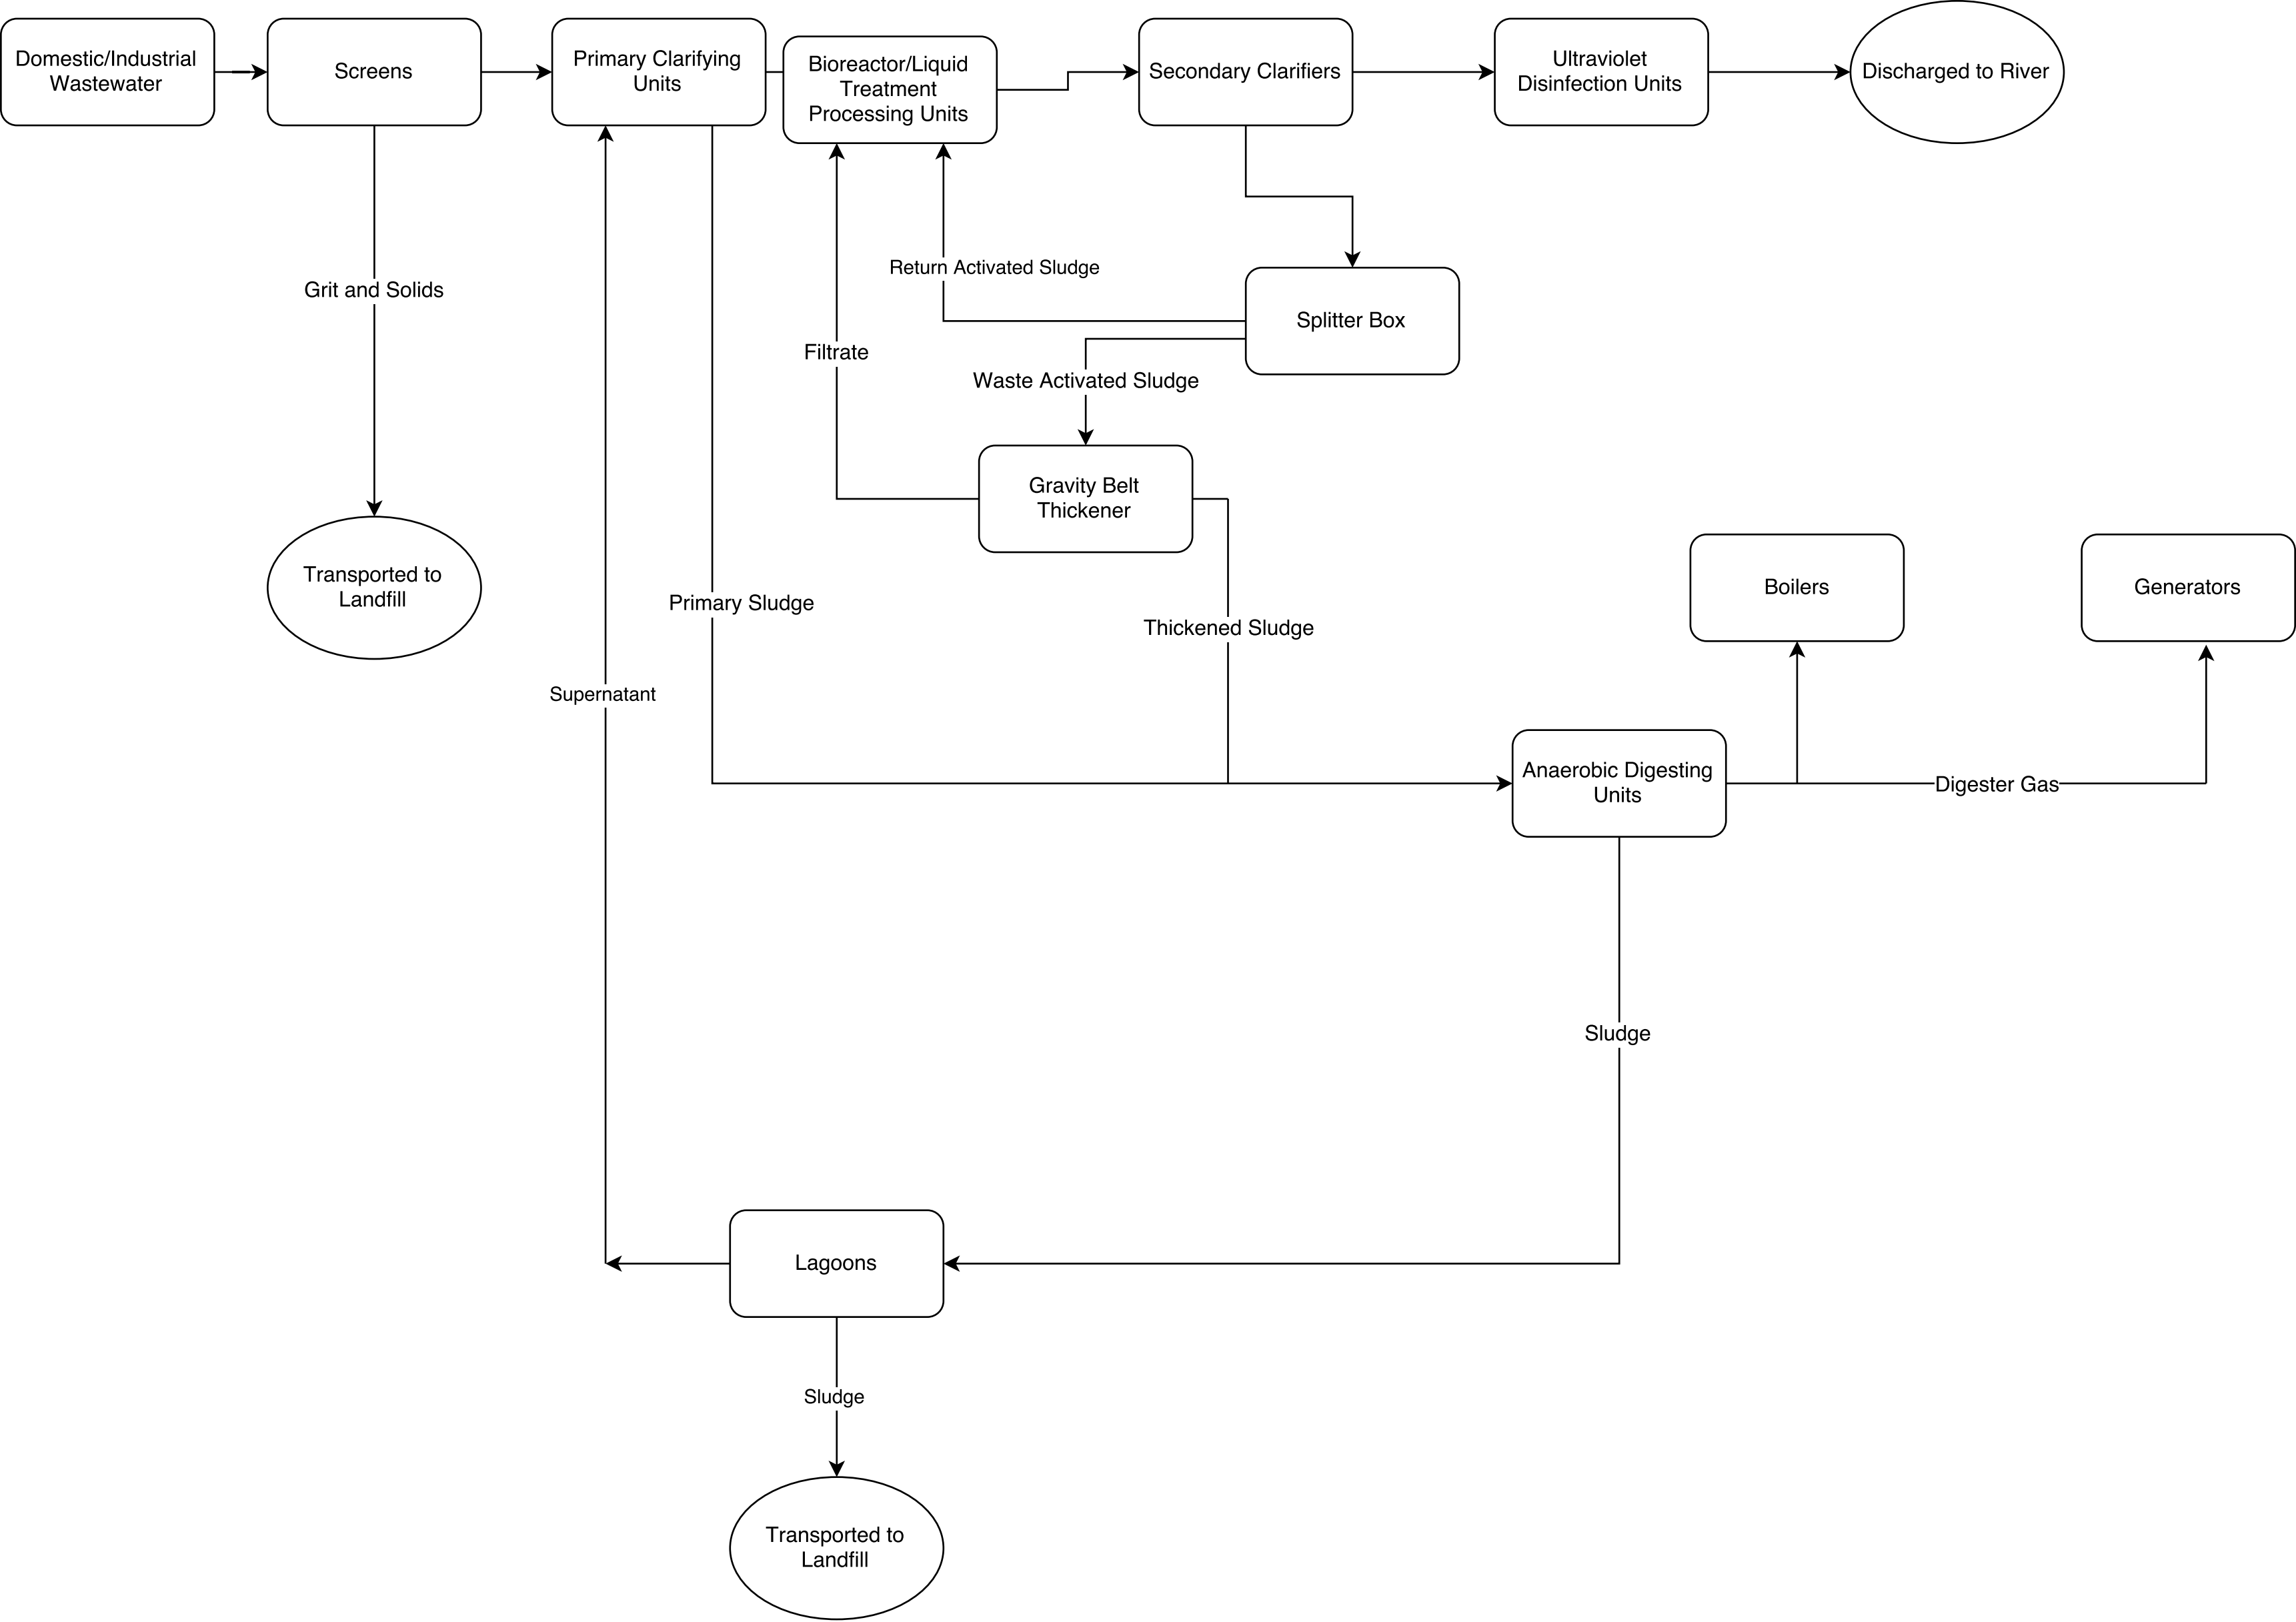 Domestic/Industrial
Wastewater
Screens
Primary Clarifying
Units
Bioreactor/Liquid
Treatment
Processing Units
Secondary Clarifiers
Ultraviolet
Disinfection Units
Discharged to River
Return Activated Sludge
Grit and Solids
Splitter Box
Filtrate
Waste Activated Sludge
Gravity Belt
Thickener
Transported to
Landfill
Boilers
Generators
Primary Sludge
Thickened Sludge
Supernatant
Anaerobic Digesting
Units
Digester Gas
Sludge
Lagoons
Sludge
Transported to
Landfill